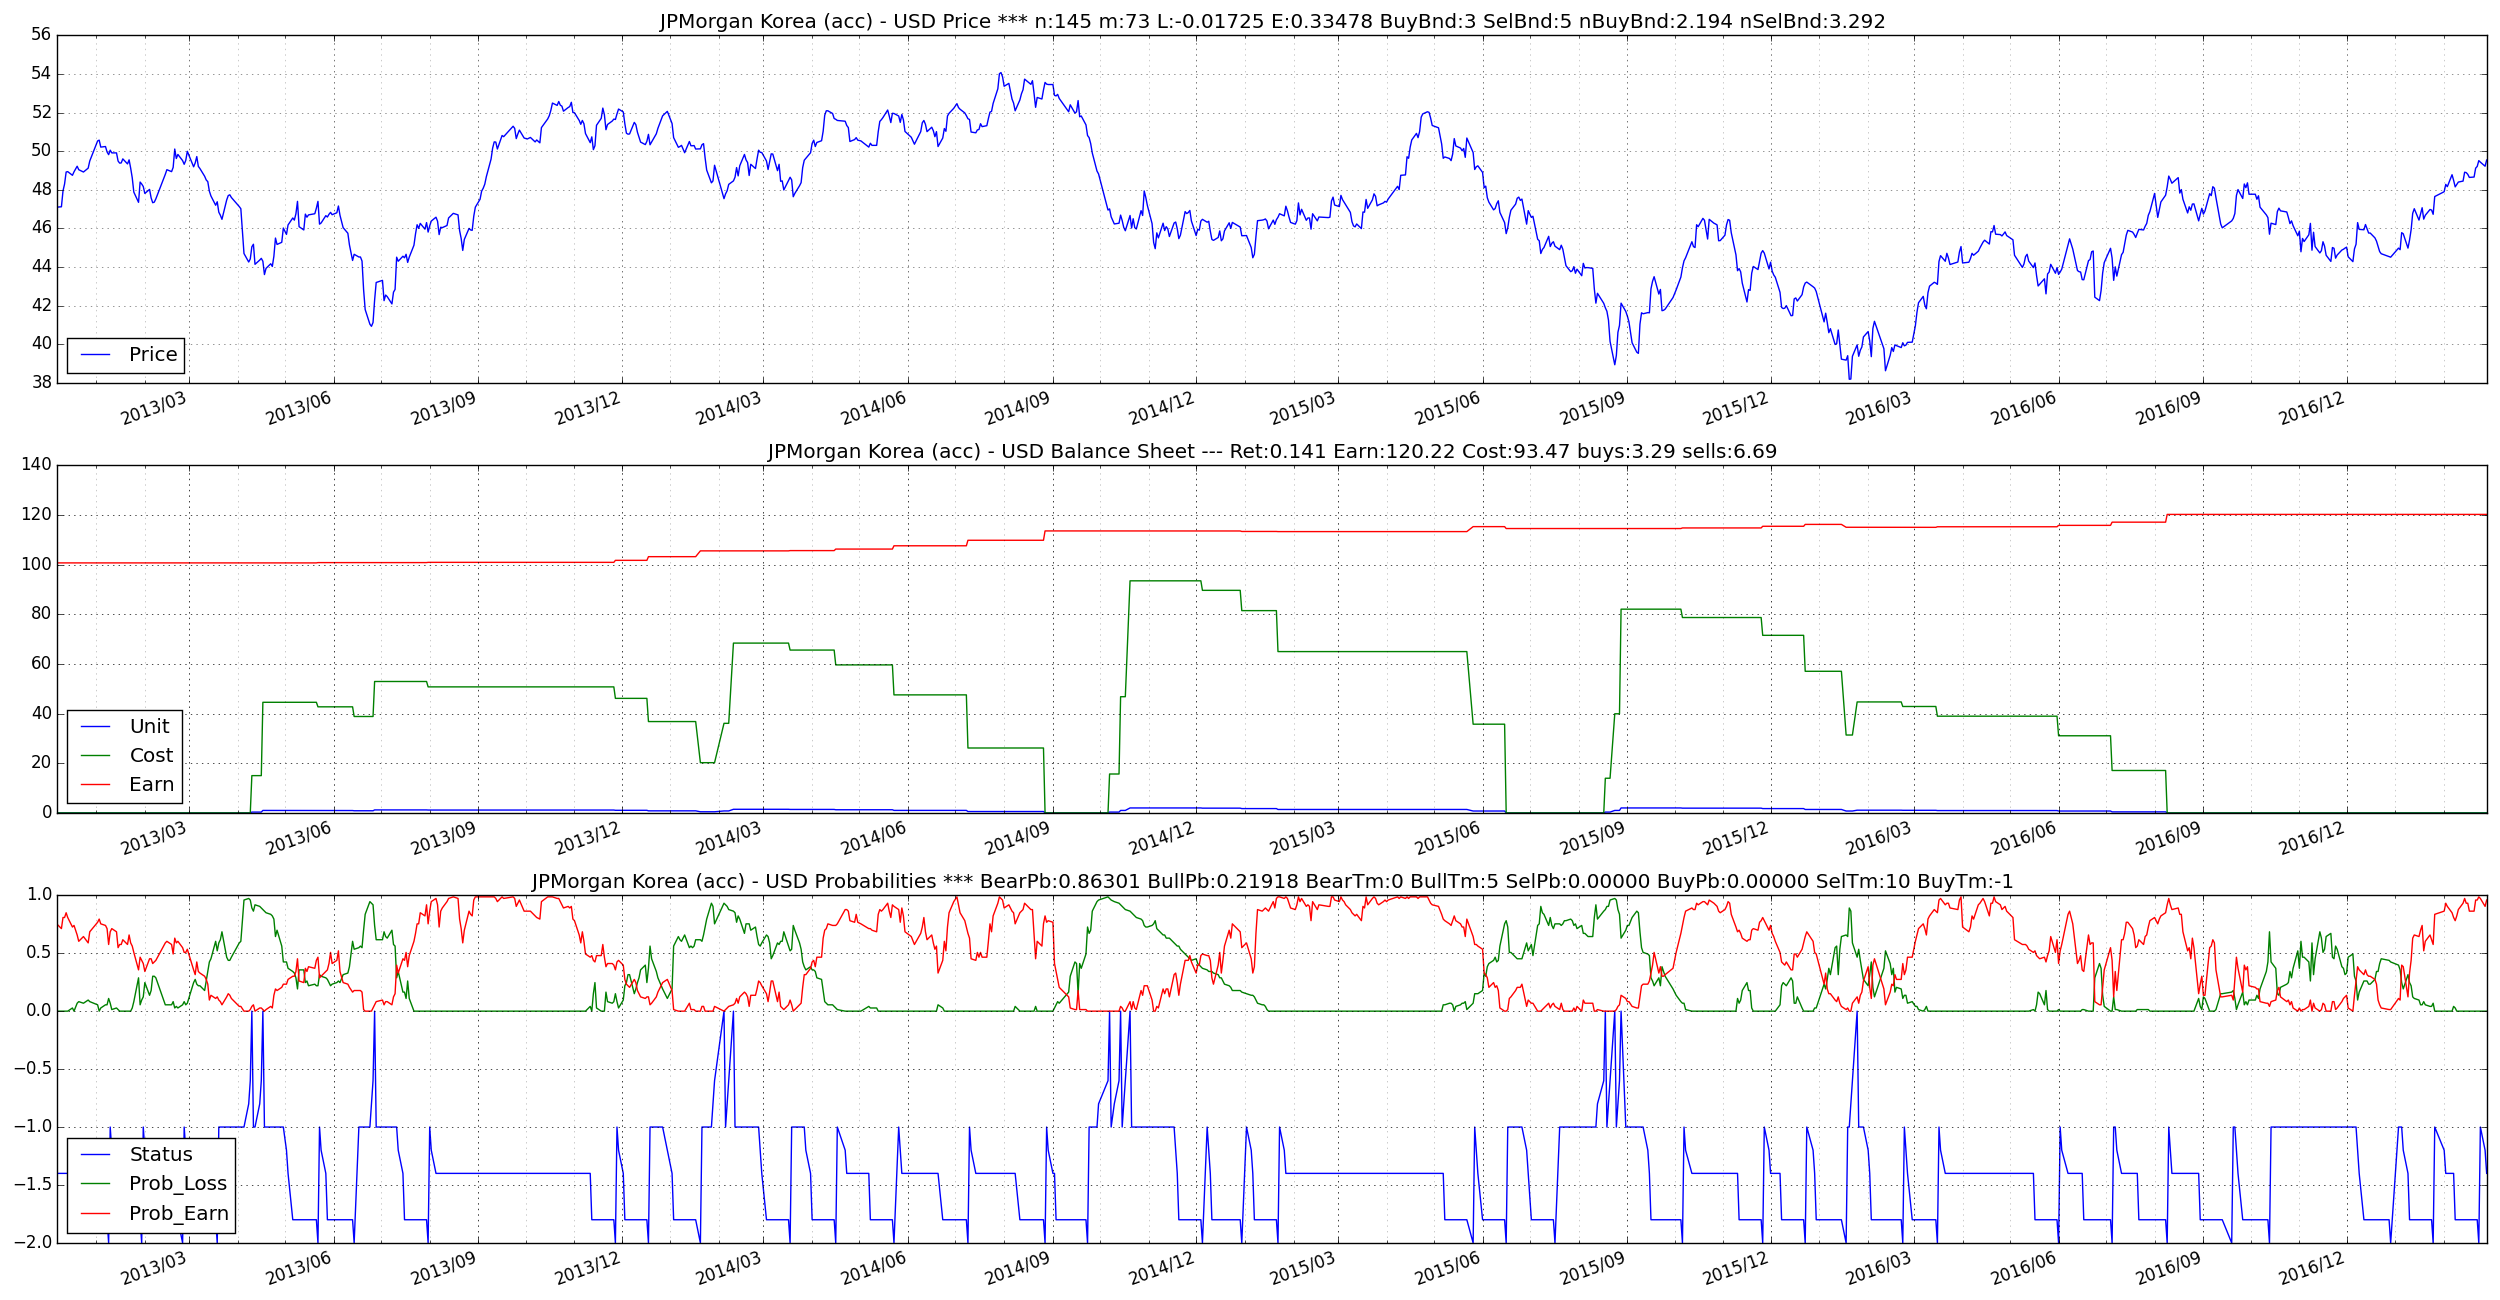 JPMorgan Korea (acc) - USD Price *** n:145 m:73 L:-0.01725 E:0.33478 BuyBnd:3 SelBnd:5 nBuyBnd:2.194 nSelBnd:3.292
56
54
52
50
48
46
44
42
40
38
Price
2013/03 2013/06 2013/09 2013/12 2014/03 2014/06 2014/09 2014/12 2015/03 2015/06 2015/09 2015/12 2016/03 2016/06 2016/09 2016/12
JPMorgan Korea (acc) - USD Balance Sheet --- Ret:0.141 Earn:120.22 Cost:93.47 buys:3.29 sells:6.69
140
120
100
80
60
40
20
0
Unit
Cost
Earn
2013/03 2013/06 2013/09 2013/12 2014/03 2014/06 2014/09 2014/12 2015/03 2015/06 2015/09 2015/12 2016/03 2016/06 2016/09 2016/12
JPMorgan Korea (acc) - USD Probabilities *** BearPb:0.86301 BullPb:0.21918 BearTm:0 BullTm:5 SelPb:0.00000 BuyPb:0.00000 SelTm:10 BuyTm:-1
1.0
0.5
0.0
−0.5
−1.0
−1.5
−2.0
Status
Prob_Loss
Prob_Earn
2013/03 2013/06 2013/09 2013/12 2014/03 2014/06 2014/09 2014/12 2015/03 2015/06 2015/09 2015/12 2016/03 2016/06 2016/09 2016/12